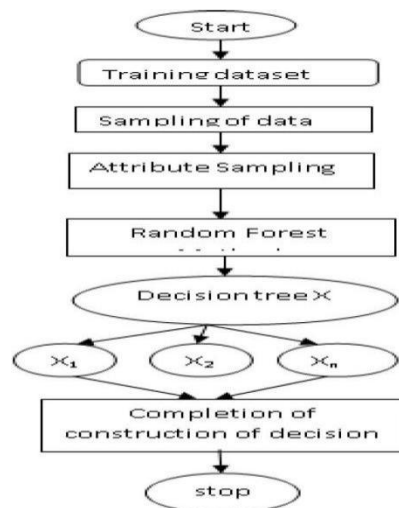 Start
Training dataset
Sampling of data
Attribute Sampling
Random Forest
Decision tree X
X₁ X₂ Xₙ
Completion of
construction of decision
stop